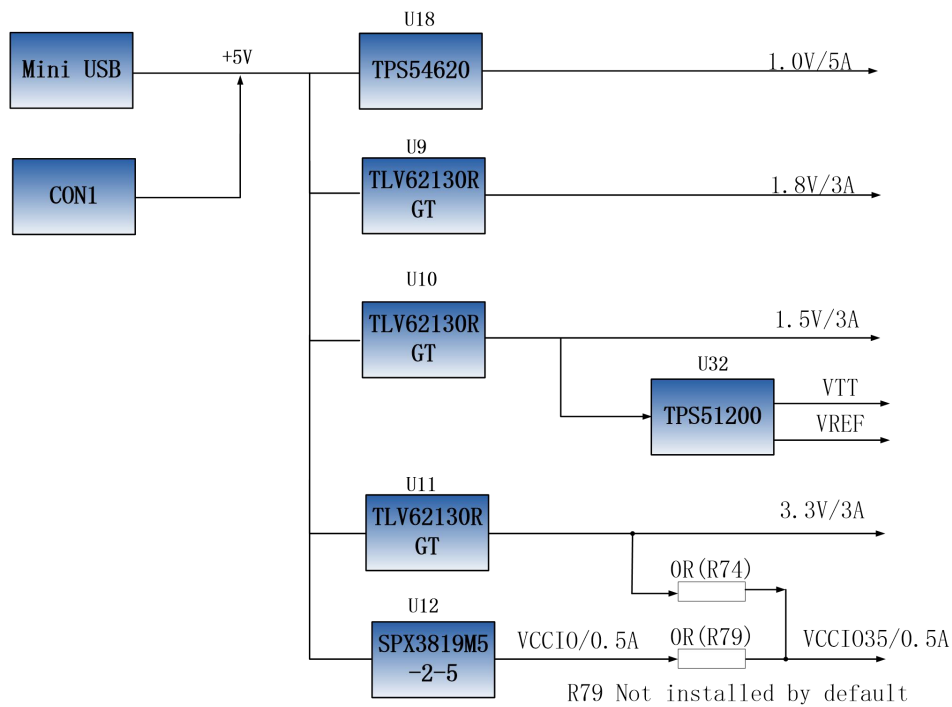 U18
Mini USB
+5V
TPS54620
1.0V/5A
U9
CON1
TLV62130R
GT
1.8V/3A
U10
TLV62130R
GT
1.5V/3A
U32
TPS51200
VTT
VREF
U11
TLV62130R
GT
3.3V/3A
0R(R74)
U12
SPX3819M5
-2-5
VCCIO/0.5A
0R(R79)
VCCIO35/0.5A
R79 Not installed by default